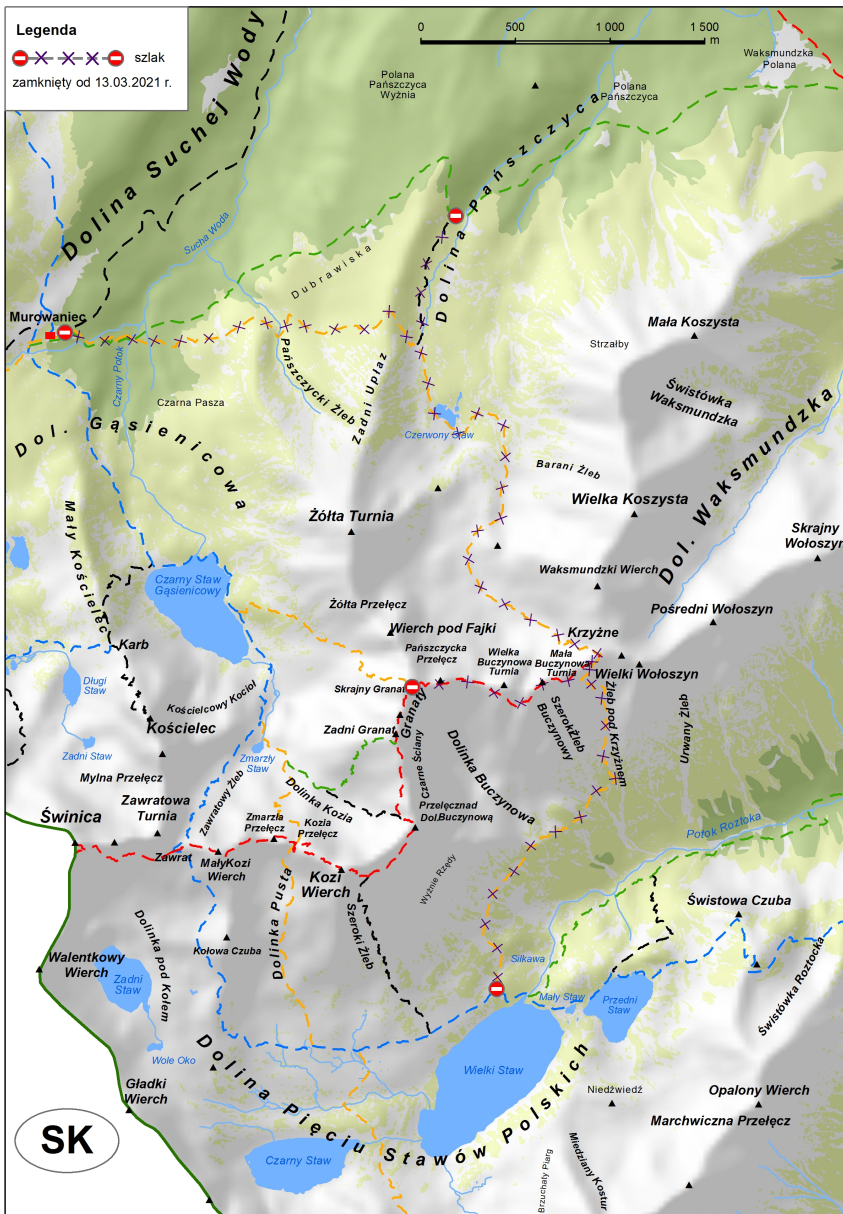 Legenda
szlak
zamknięty od 13.03.2021 r.
0
500
1 000
1 500
m
Waksmundzka
Polana
Polana
Pańszczyca
Wyżnia
Polana
Pańszczyca
Dolina Suchej Wody
Dolina Pańszczyca
Sucha Woda
Dubrawiska
Murowaniec
Mała Koszysta
Strzałby
Czarny Potok
Pańszczycki Żleb
Zadni Upłaz
Świstówka
Waksmundzka
Czarna Pasza
Dol. Gąsienicowa
Czerwony Staw
Barani Żleb
Dol. Waksmundzka
Wielka Koszysta
Mały Kościelec
Żółta Turnia
Skrajny
Wołoszyn
Waksmundzki Wierch
Czarny Staw
Gąsienicowy
Żółta Przełęcz
Pośredni Wołoszyn
Wierch pod Fajki
Krzyżne
Karb
Pańszczycka
Przełęcz
Wielka
Buczynowa
Turnia
Mała
Buczynowa
Turnia
Wielki Wołoszyn
Długi
Staw
Kościelcowy Kocioł
Skrajny Granat
Granaty
Kościelec
Zadni Granat
Czarne Ściany
Dolinka Buczynowa
Szeroki Żleb
Buczynowy
Żleb pod Krzyżnem
Urwany Żleb
Zadni Staw
Zmarzły
Staw
Mylna Przełęcz
Zawratowy Żleb
Dolinka Kozia
Świnica
Zawratowa
Turnia
Zmarzła
Przełęcz
Kozia
Przełęcz
Przełęcz nad
Dol.Buczynową
Potok Roztoka
Zawrat
Mały Kozi
Wierch
Kozi
Wierch
Wyżnie Rzędy
Dolinka Pusta
Szeroki Żleb
Świstowa Czuba
Dolinka pod Kołem
Kołowa Czuba
Walentkowy
Wierch
Siklawa
Świstówka Roztocka
Zadni
Staw
Mały Staw
Przedni
Staw
Wole Oko
Dolina Pięciu Stawów Polskich
Wielki Staw
Gładki
Wierch
Niedźwiedź
Opalony Wierch
Marchwiczna Przełęcz
SK
Czarny Staw
Brzuchaty Piarg
Miedziany Kostur